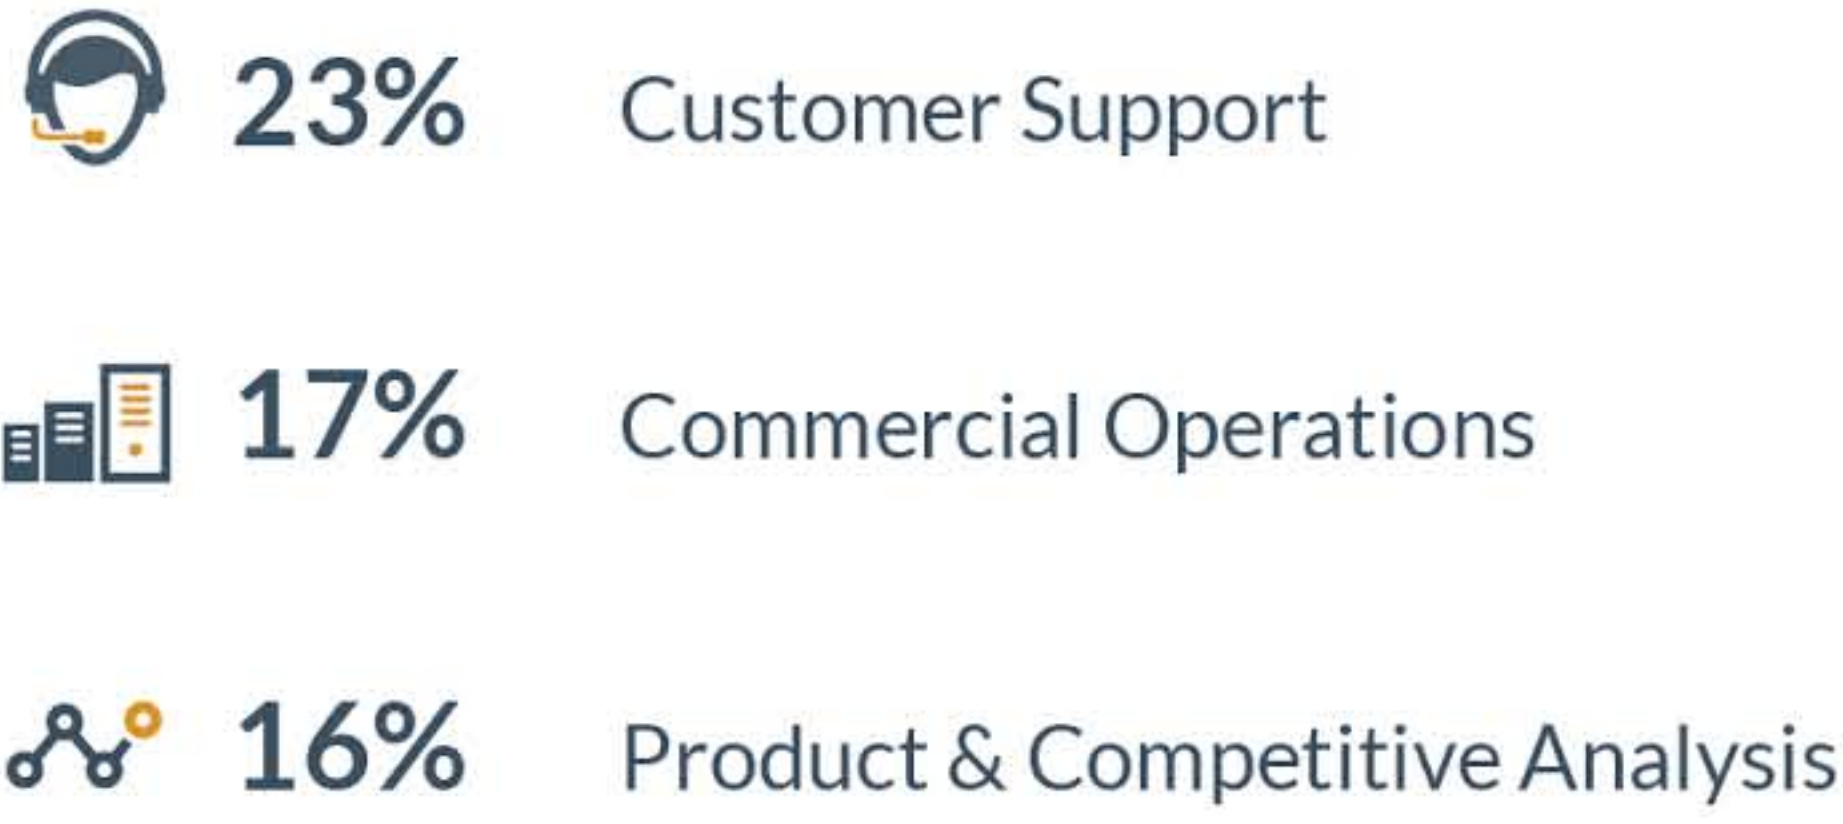 23% Customer Support
17% Commercial Operations
16% Product & Competitive Analysis